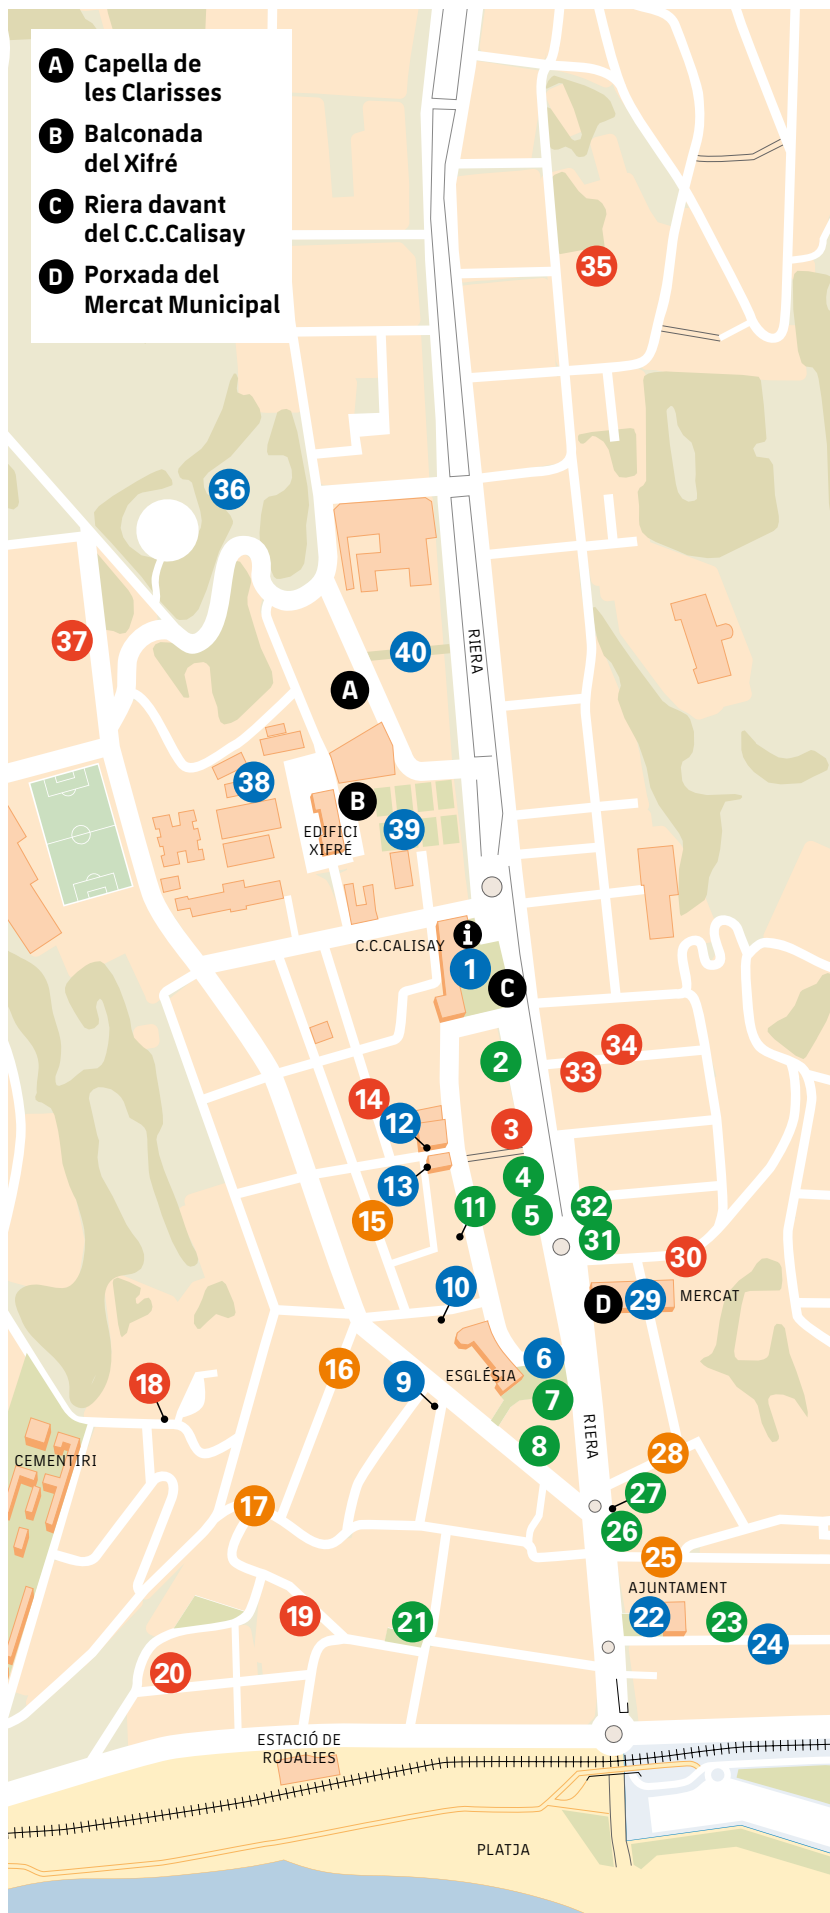 A Capella de
les Clarisses
B Balconada
del Xifré
C Riera davant
del C.C.Calisay
D Porxada del
Mercat Municipal
35
36
37
RIERA
40
A
38
B
39
EDIFICI
XIFRÉ
i
C.C.CALISAY
1
C
34
2
33
14
12
3
4
13
11
32
15
5
31
30
10
29
MERCAT
D
6
16
ESGLÉSIA
9
18
7
RIERA
8
28
CEMENTIRI
27
17
26
25
AJUNTAMENT
19
22
21
23
24
20
ESTACIÓ DE
RODALIES
PLATJA